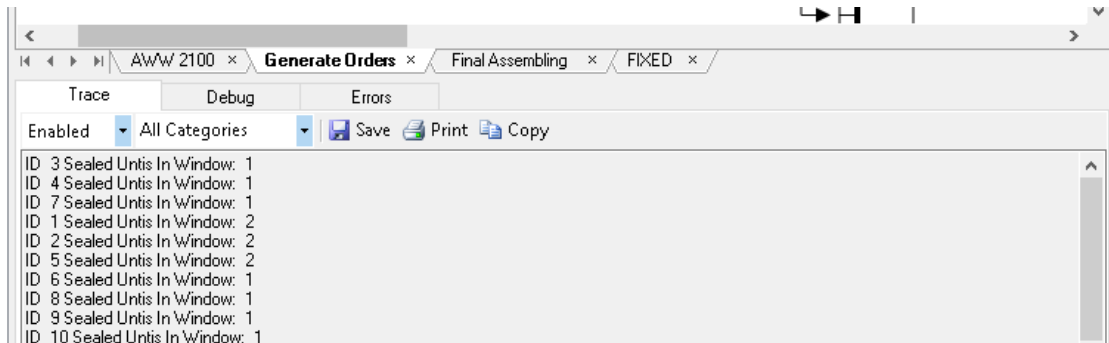 AWW 2100 × Generate Orders × Final Assembling × FIXED ×
Trace Debug Errors
Enabled All Categories Save Print Copy
ID 3 Sealed Untis In Window: 1
ID 4 Sealed Untis In Window: 1
ID 7 Sealed Untis In Window: 1
ID 1 Sealed Untis In Window: 2
ID 2 Sealed Untis In Window: 2
ID 5 Sealed Untis In Window: 2
ID 6 Sealed Untis In Window: 1
ID 8 Sealed Untis In Window: 1
ID 9 Sealed Untis In Window: 1
ID 10 Sealed Untis In Window: 1